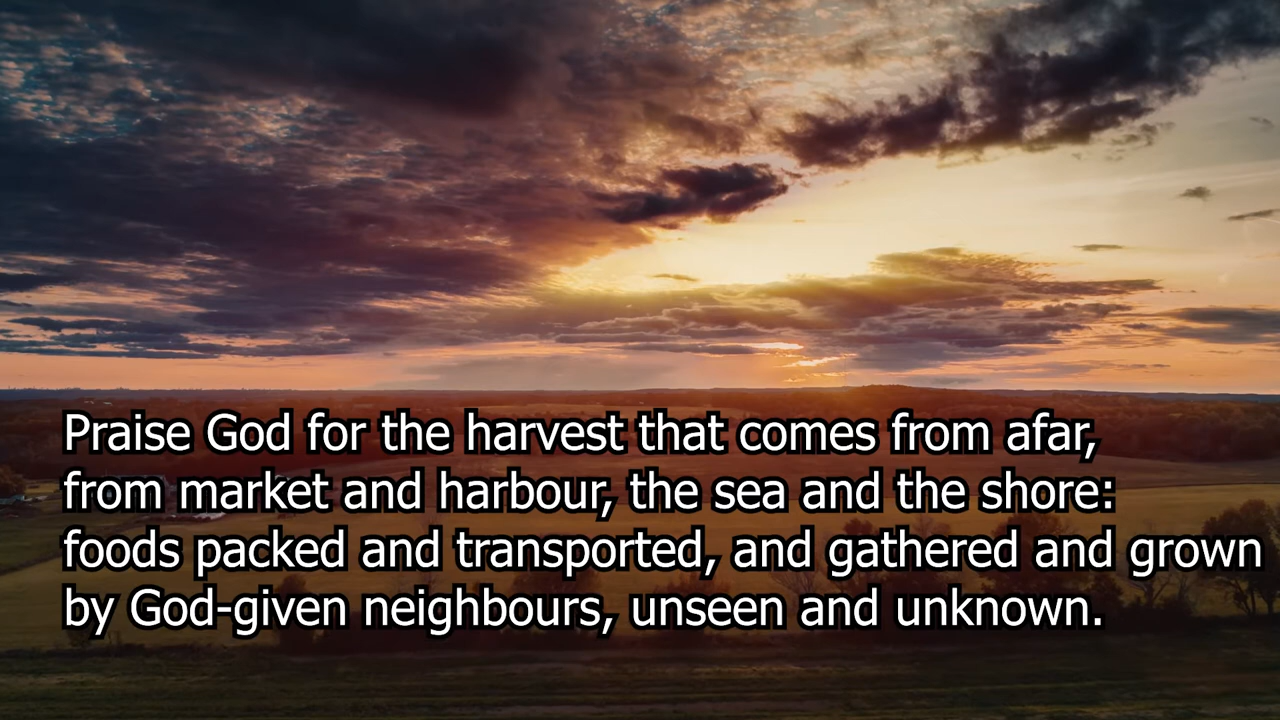 Praise God for the harvest that comes from afar,
from market and harbour, the sea and the shore:
foods packed and transported, and gathered and grown
by God-given neighbours, unseen and unknown.